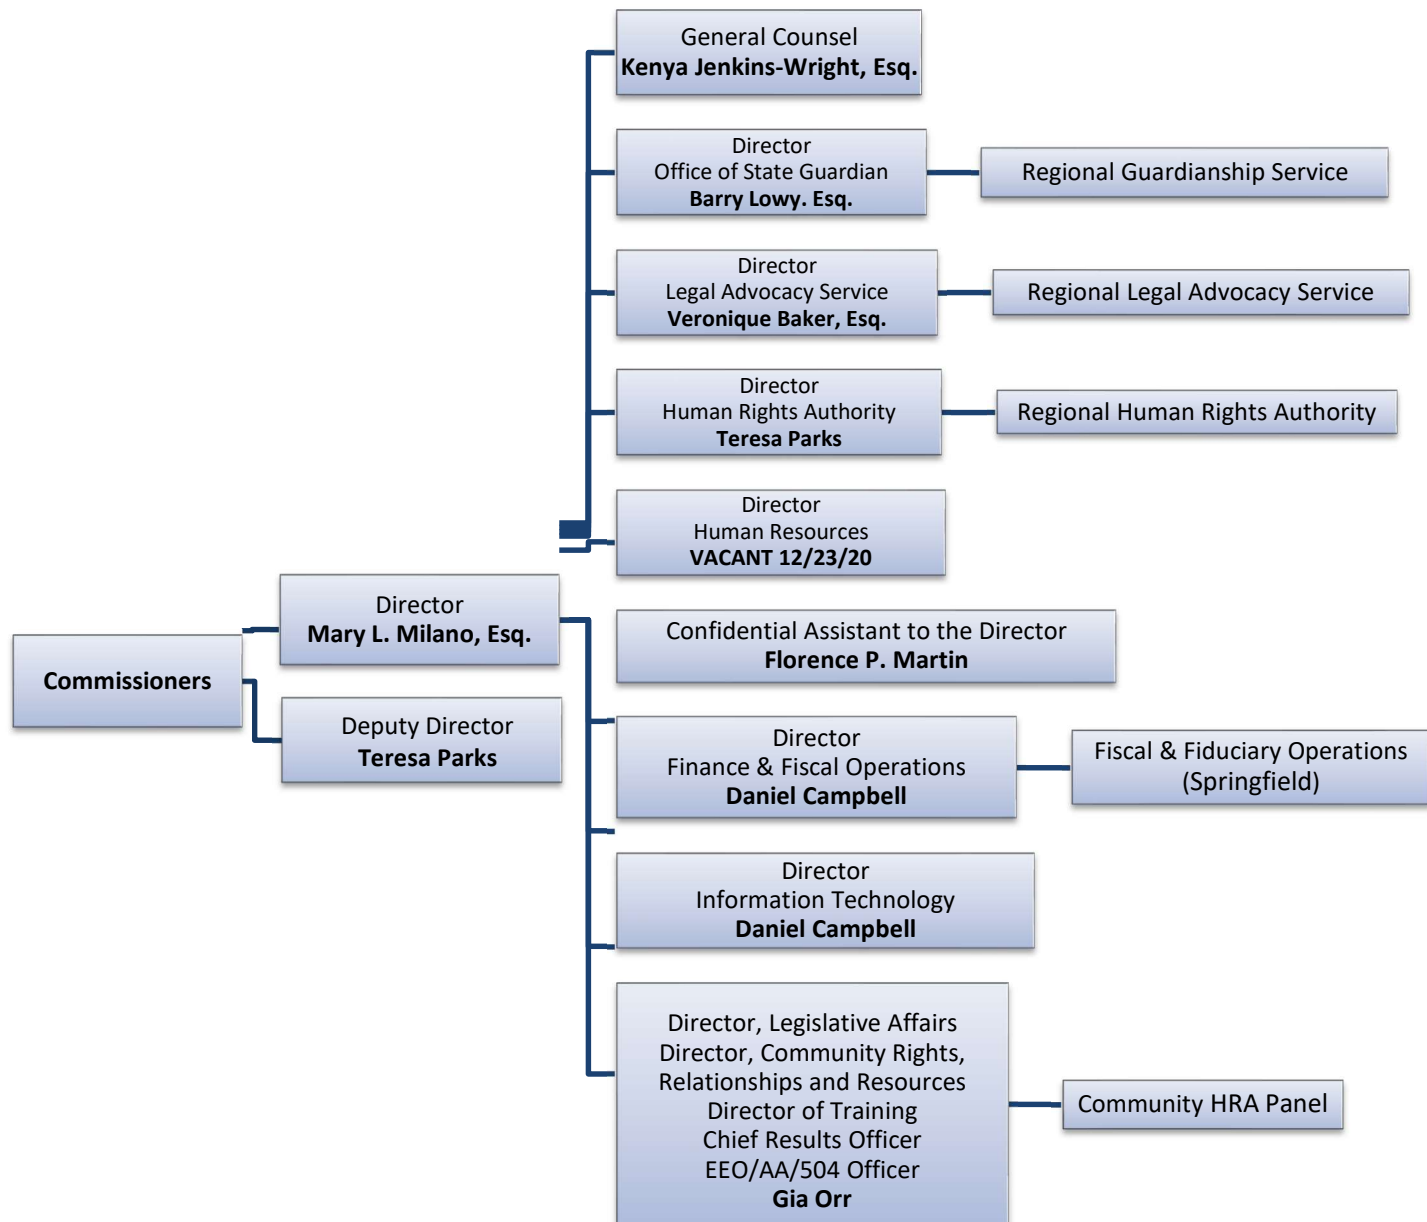 General Counsel
Kenya Jenkins-Wright, Esq.
Director
Office of State Guardian
Barry Lowy. Esq.
Regional Guardianship Service
Director
Legal Advocacy Service
Veronique Baker, Esq.
Regional Legal Advocacy Service
Director
Human Rights Authority
Teresa Parks
Regional Human Rights Authority
Director
Human Resources
VACANT 12/23/20
Director
Mary L. Milano, Esq.
Commissioners
Deputy Director
Teresa Parks
Confidential Assistant to the Director
Florence P. Martin
Director
Finance & Fiscal Operations
Daniel Campbell
Fiscal & Fiduciary Operations
(Springfield)
Director
Information Technology
Daniel Campbell
Director, Legislative Affairs
Director, Community Rights,
Relationships and Resources
Director of Training
Chief Results Officer
EEO/AA/504 Officer
Gia Orr
Community HRA Panel